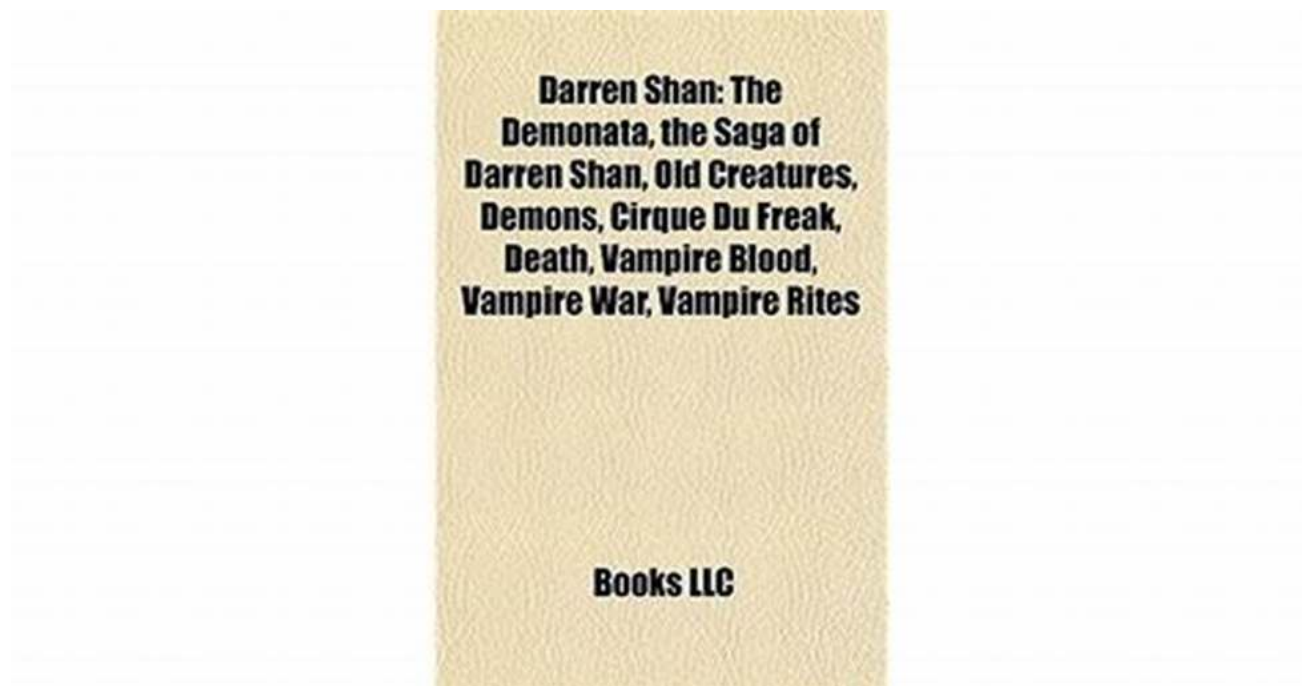 Darren Shan: The
Demonata, the Saga of
Darren Shan, Old Creatures,
Demons, Cirque Du Freak,
Death, Vampire Blood,
Vampire War, Vampire Rites
Books LLC